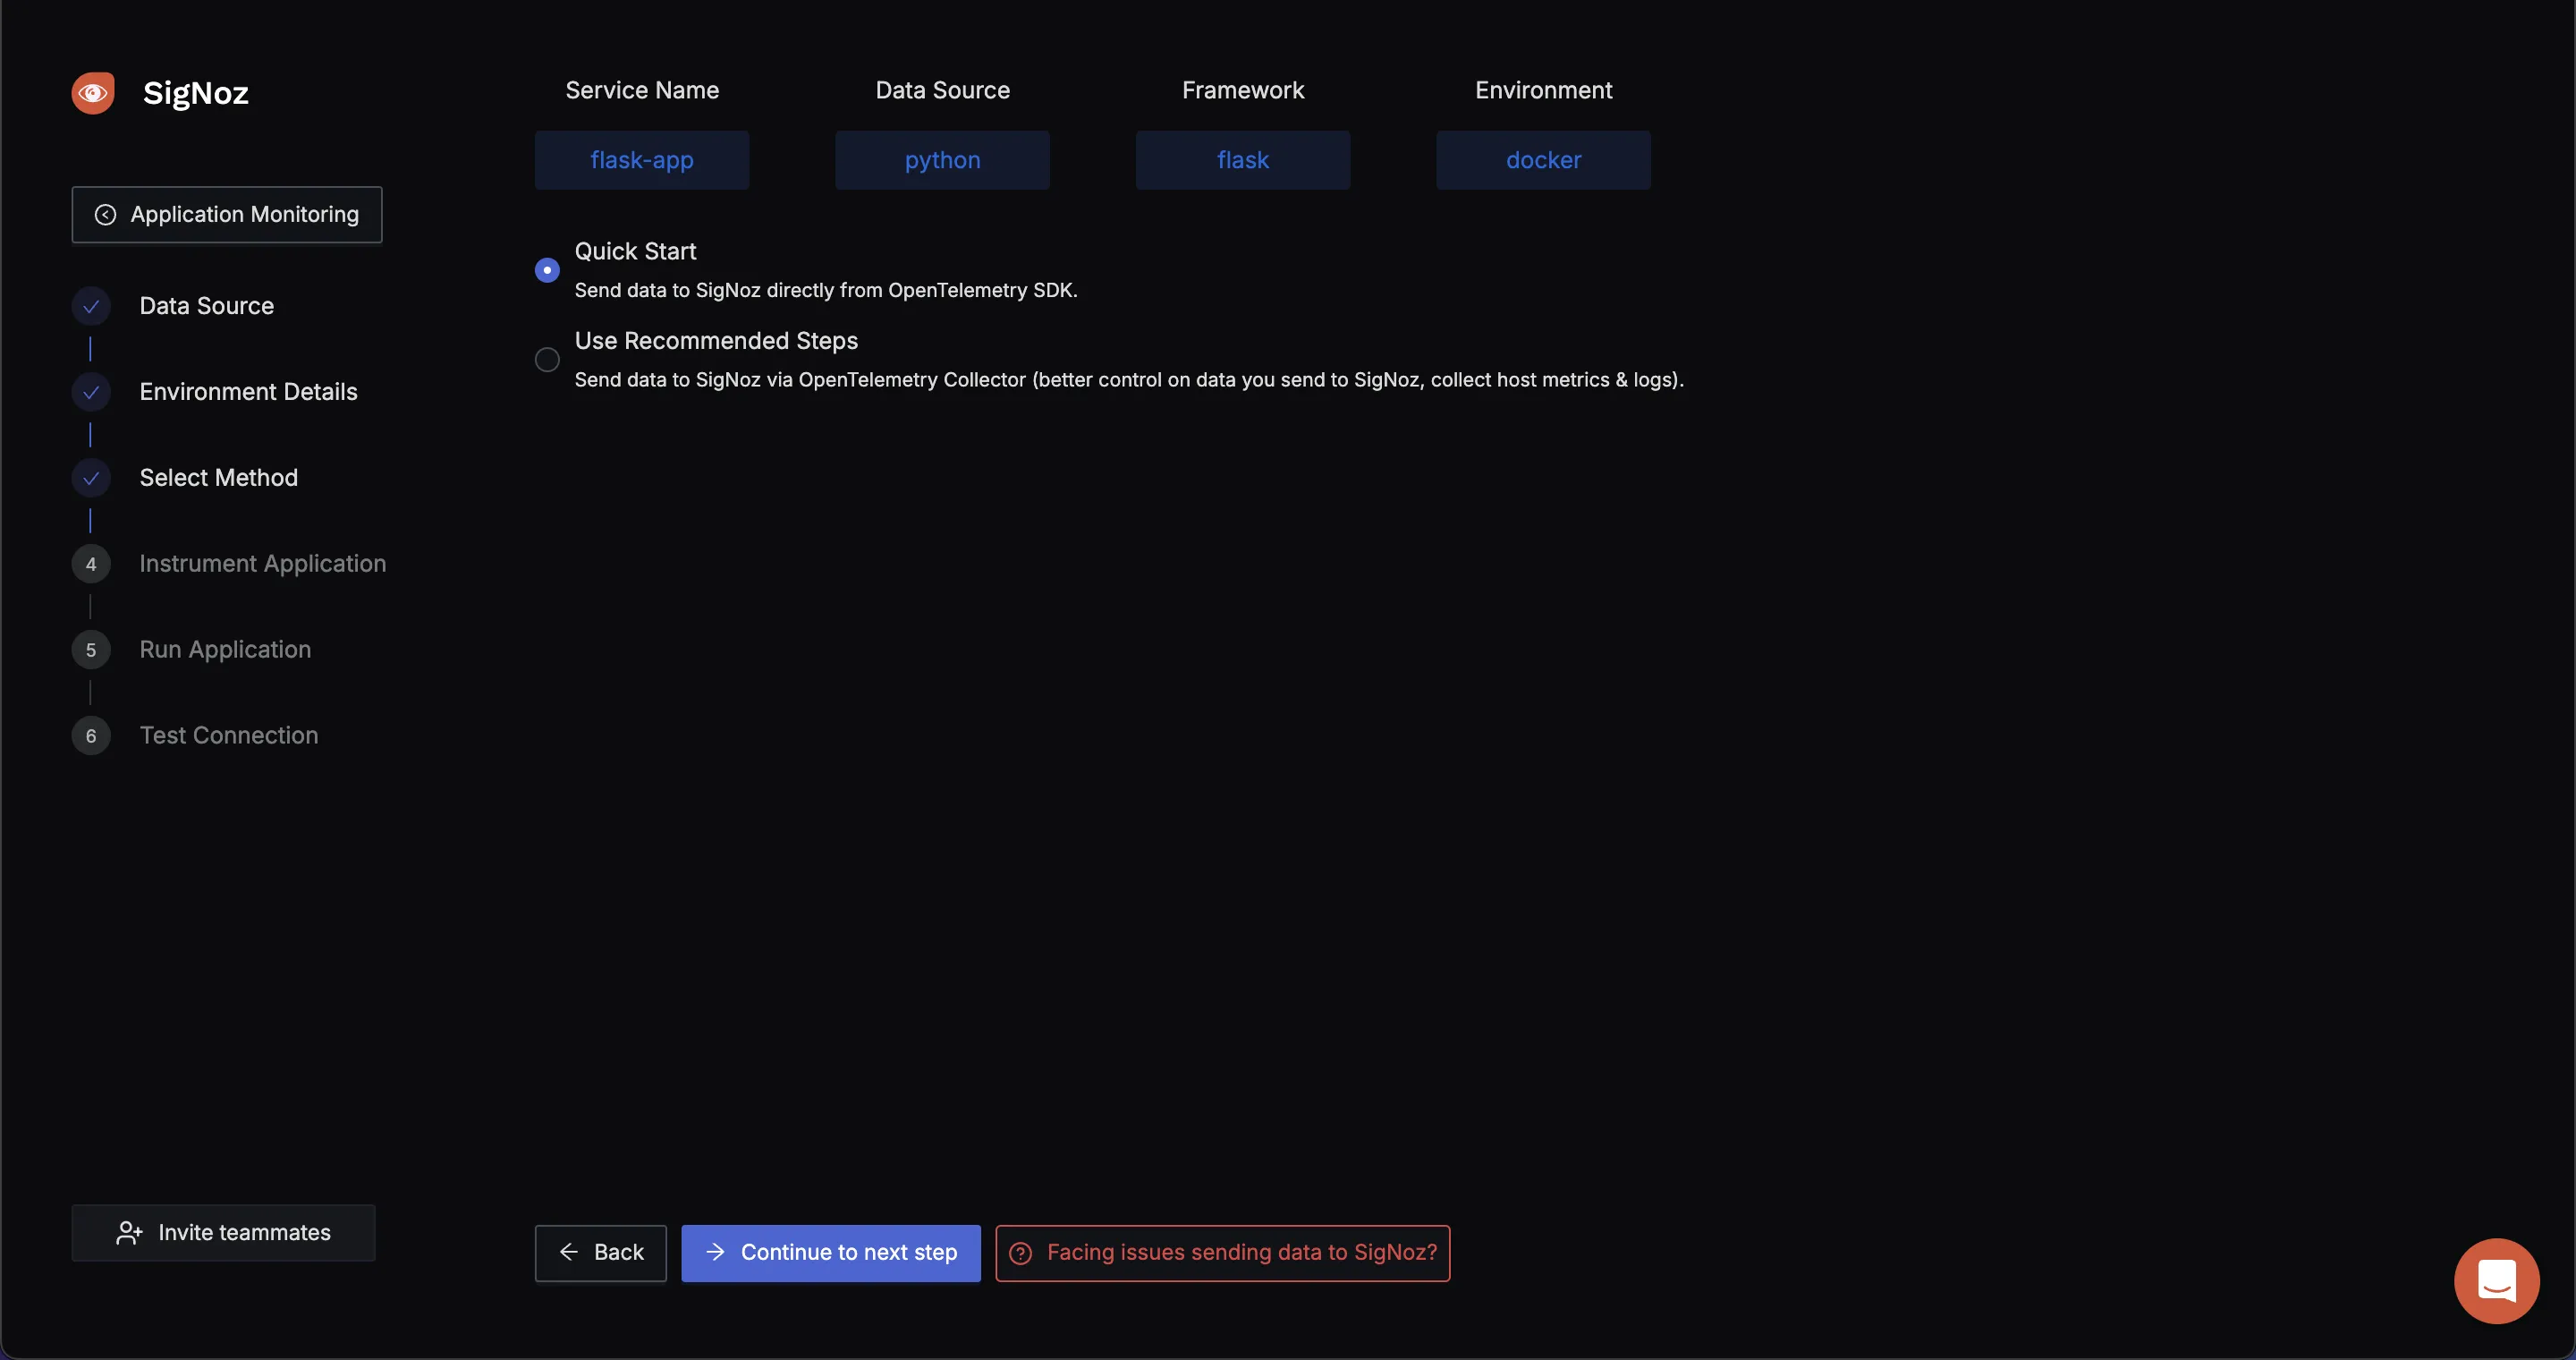 SigNoz
Application Monitoring
Data Source
Environment Details
Select Method
4 Instrument Application
5 Run Application
6 Test Connection
Invite teammates
Service Name Data Source Framework Environment
flask-app python flask docker
Quick Start
Send data to SigNoz directly from OpenTelemetry SDK.
Use Recommended Steps
Send data to SigNoz via OpenTelemetry Collector (better control on data you send to SigNoz, collect host metrics & logs).
Back Continue to next step Facing issues sending data to SigNoz?